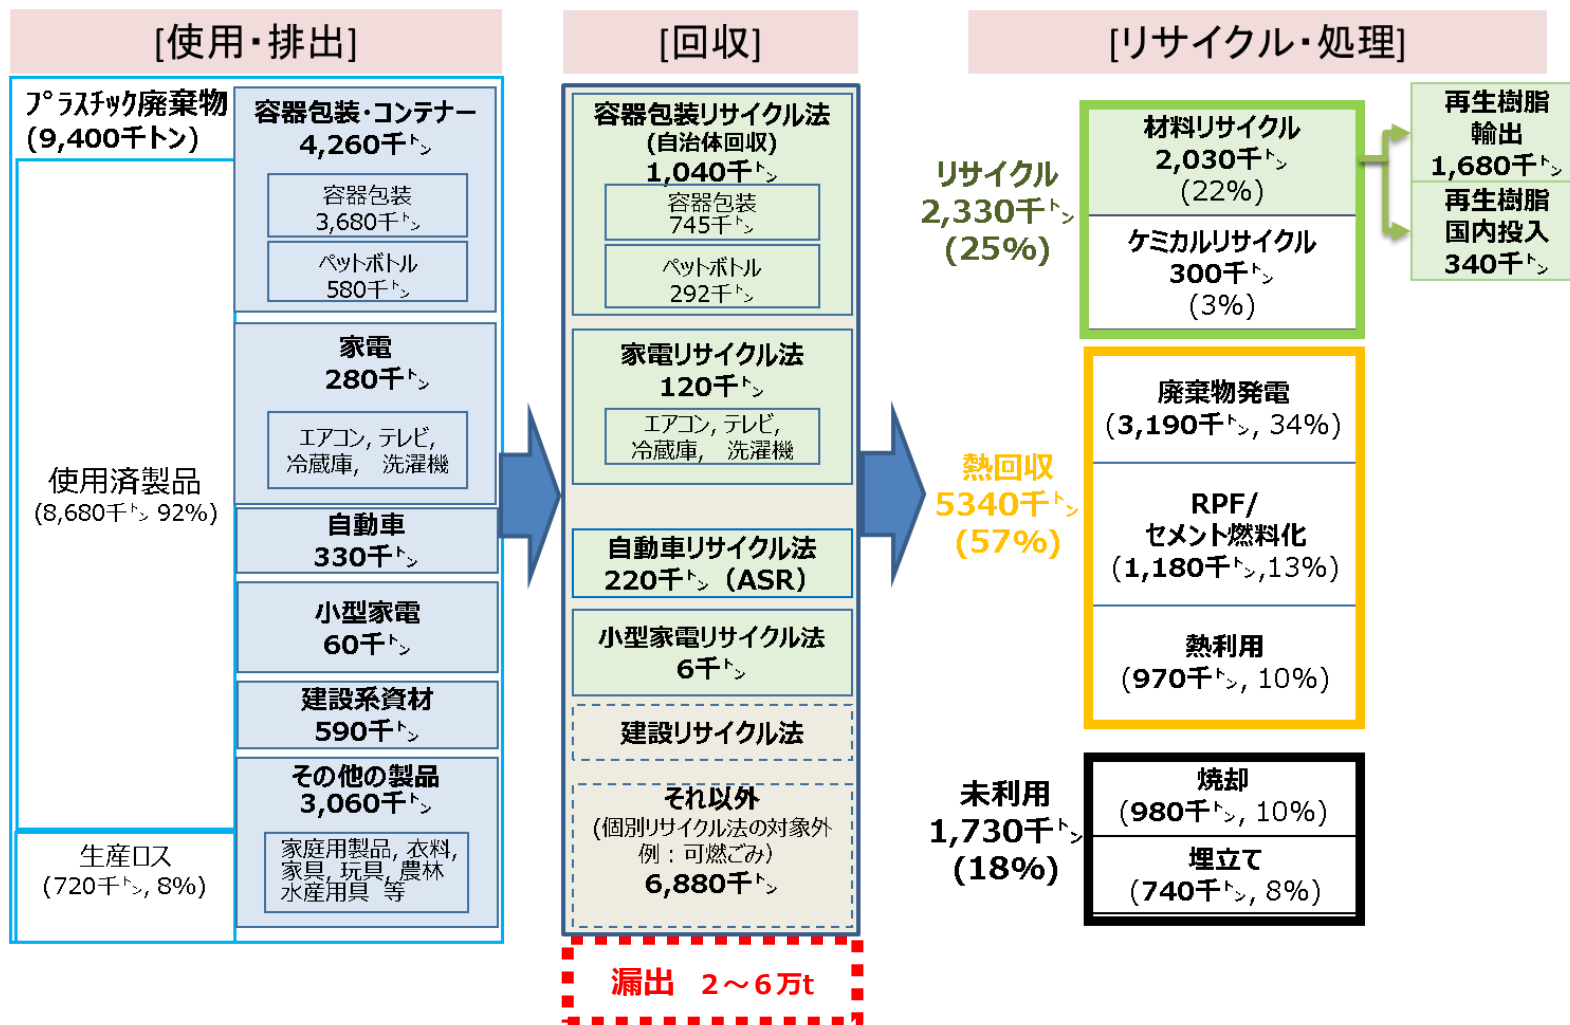 [使用・排出]
プラスチック廃棄物
(9,400千トン)
使用済製品
(8,680千トン 92%)
生産ロス
(720千トン, 8%)
容器包装・コンテナー
4,260千トン
容器包装
3,680千トン
ペットボトル
580千トン
家電
280千トン
エアコン, テレビ,
冷蔵庫, 洗濯機
自動車
330千トン
小型家電
60千トン
建設系資材
590千トン
その他の製品
3,060千トン
家庭用製品, 衣料,
家具, 玩具, 農林
水産用具 等
[回収]
容器包装リサイクル法
(自治体回収)
1,040千トン
容器包装
745千トン
ペットボトル
292千トン
家電リサイクル法
120千トン
エアコン, テレビ,
冷蔵庫, 洗濯機
自動車リサイクル法
220千トン（ASR）
小型家電リサイクル法
6千トン
建設リサイクル法
それ以外
(個別リサイクル法の対象外
例：可燃ごみ)
6,880千トン
漏出 2～6万t
[リサイクル・処理]
リサイクル
2,330千トン
(25%)
材料リサイクル
2,030千トン
(22%)
ケミカルリサイクル
300千トン
(3%)
再生樹脂
輸出
1,680千トン
再生樹脂
国内投入
340千トン
熱回収
5340千トン
(57%)
廃棄物発電
(3,190千トン, 34%)
RPF/
セメント燃料化
(1,180千トン,13%)
熱利用
(970千トン, 10%)
未利用
1,730千トン
(18%)
焼却
(980千トン, 10%)
埋立て
(740千トン, 8%)